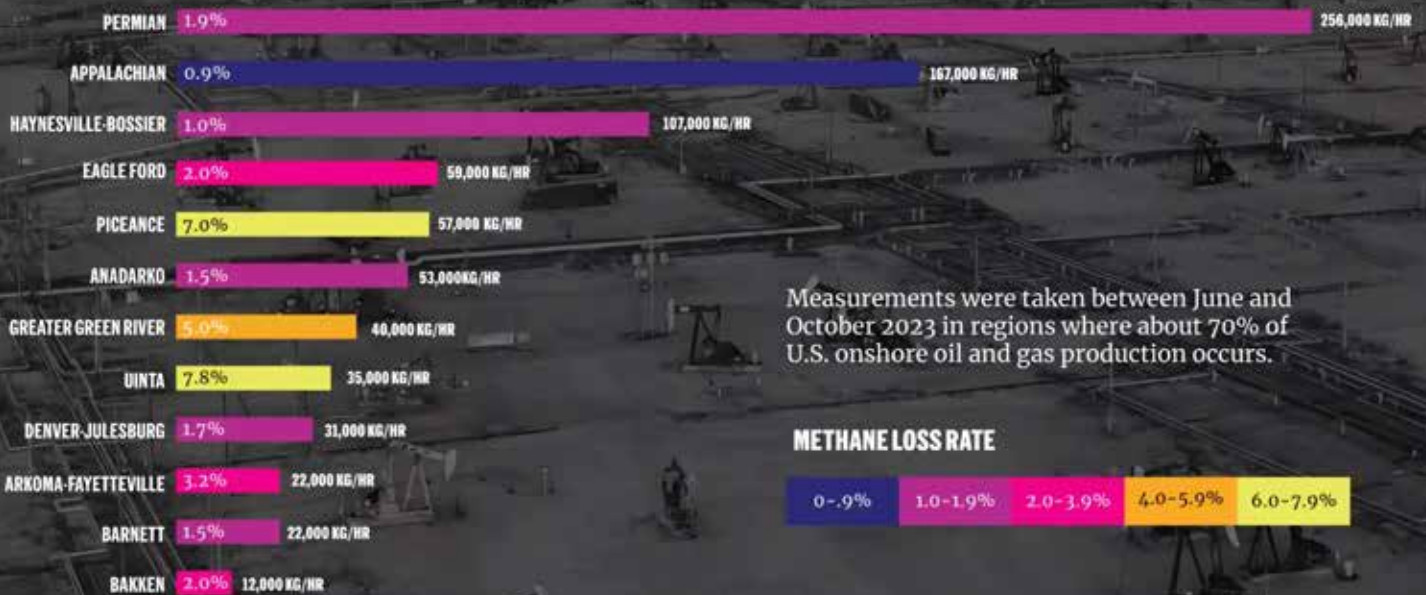 PERMIAN 1.9% 256,000 KG/HR
APPALACHIAN 0.9% 167,000 KG/HR
HAYNESVILLE-BOSSIER 1.0% 107,000 KG/HR
EAGLE FORD 2.0% 59,000 KG/HR
PICEANCE 7.0% 57,000 KG/HR
ANADARKO 1.5% 53,000KG/HR
GREATER GREEN RIVER 5.0% 40,000 KG/HR
UINTA 7.8% 35,000 KG/HR
DENVER-JULESBURG 1.7% 31,000 KG/HR
ARKOMA-FAYETTEVILLE 3.2% 22,000 KG/HR
BARNETT 1.5% 22,000 KG/HR
BAKKEN 2.0% 12,000 KG/HR
Measurements were taken between June and
October 2023 in regions where about 70% of
U.S. onshore oil and gas production occurs.
METHANE LOSS RATE
0-.9% 1.0-1.9% 2.0-3.9% 4.0-5.9% 6.0-7.9%